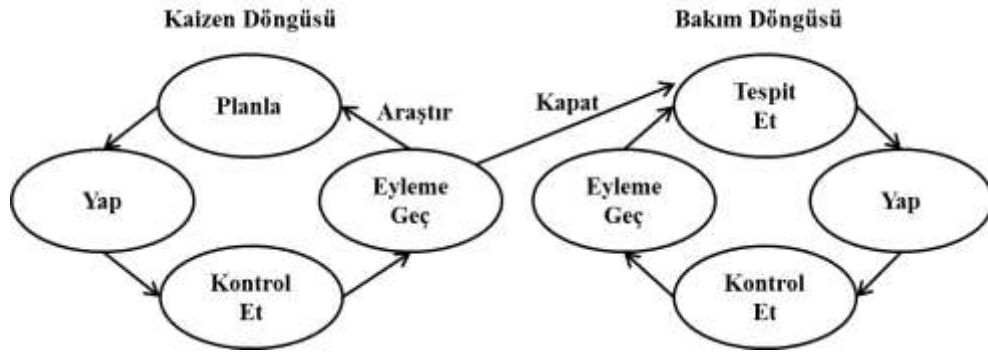 Kaizen Döngüsü
Bakım Döngüsü
Planla
Araştır
Kapat
Tespit
Et
Yap
Eyleme
Geç
Eyleme
Geç
Yap
Kontrol
Et
Kontrol
Et